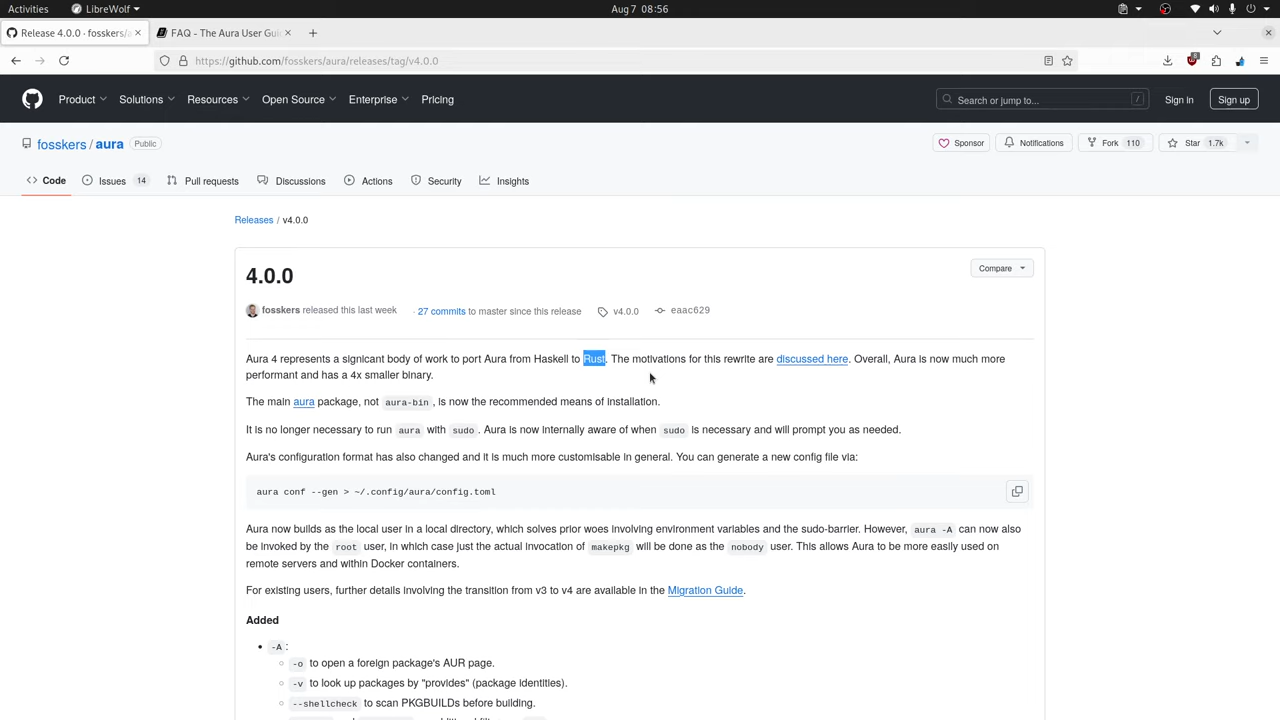 Activities LibreWolf Aug 7 08:56
Release 4.0.0 · fosskers/a FAQ - The Aura User Gui
https://github.com/fosskers/aura/releases/tag/v4.0.0 8
Product Solutions Resources Open Source Enterprise Pricing Search or jump to... / Sign in Sign up
fosskers / aura Public Sponsor Notifications Fork 110 Star 1.7k
Code Issues 14 Pull requests Discussions Actions Security Insights
Releases / v4.0.0
4.0.0 Compare
fosskers released this last week · 27 commits to master since this release v4.0.0 eaac629
Aura 4 represents a signicant body of work to port Aura from Haskell to Rust. The motivations for this rewrite are discussed here. Overall, Aura is now much more
performant and has a 4x smaller binary.
The main aura package, not aura-bin, is now the recommended means of installation.
It is no longer necessary to run aura with sudo. Aura is now internally aware of when sudo is necessary and will prompt you as needed.
Aura's configuration format has also changed and it is much more customisable in general. You can generate a new config file via:
aura conf --gen > ~/.config/aura/config.toml
Aura now builds as the local user in a local directory, which solves prior woes involving environment variables and the sudo-barrier. However, aura -A can now also
be invoked by the root user, in which case just the actual invocation of makepkg will be done as the nobody user. This allows Aura to be more easily used on
remote servers and within Docker containers.
For existing users, further details involving the transition from v3 to v4 are available in the Migration Guide.
Added
-A:
-o to open a foreign package's AUR page.
-v to look up packages by "provides" (package identities).
--shellcheck to scan PKGBUILDs before building.